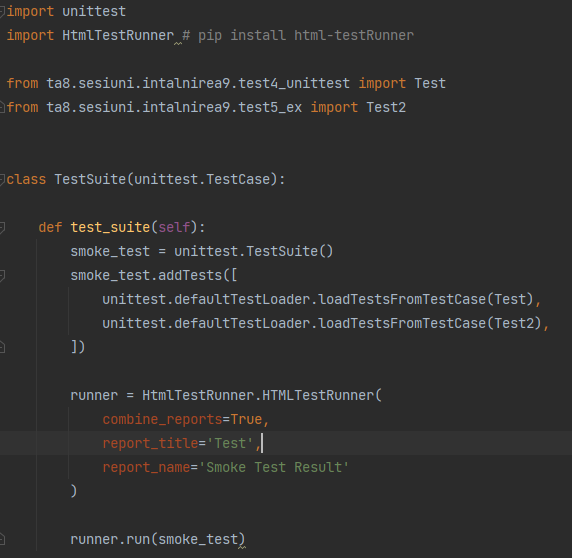 import unittest
import HtmlTestRunner # pip install html-testRunner
from ta8.sesiuni.intalnirea9.test4_unittest import Test
from ta8.sesiuni.intalnirea9.test5_ex import Test2
class TestSuite(unittest.TestCase):
def test_suite(self):
smoke_test = unittest.TestSuite()
smoke_test.addTests([
unittest.defaultTestLoader.loadTestsFromTestCase(Test),
unittest.defaultTestLoader.loadTestsFromTestCase(Test2),
])
runner = HtmlTestRunner.HTMLTestRunner(
combine_reports=True,
report_title='Test',
report_name='Smoke Test Result'
)
runner.run(smoke_test)